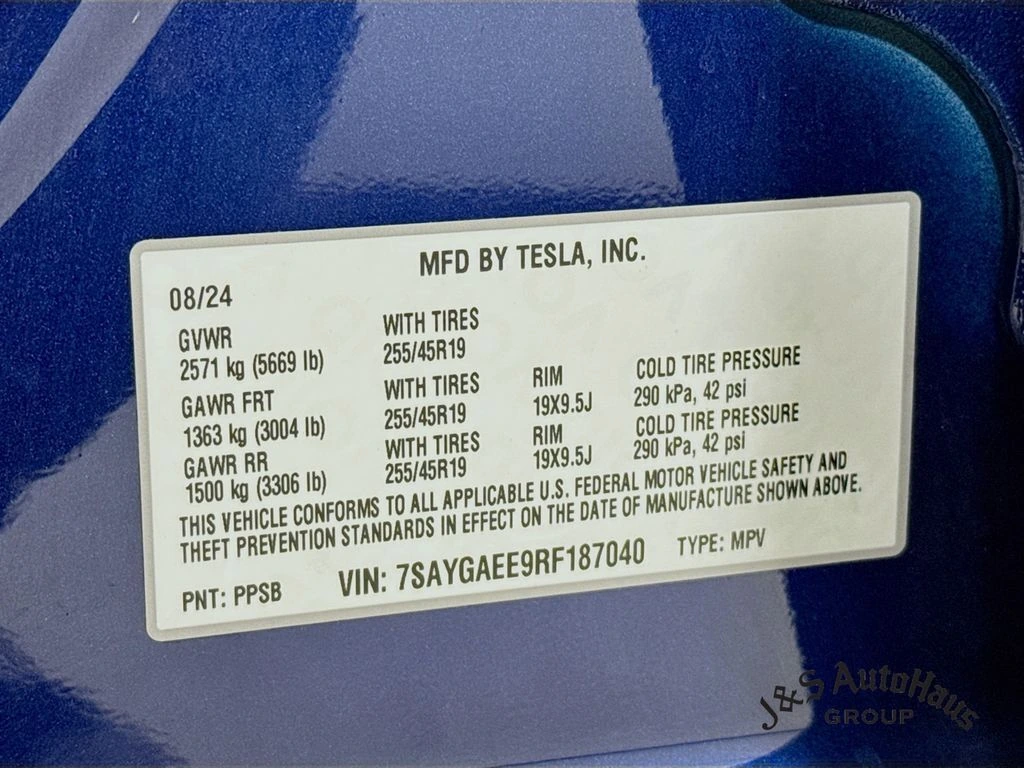 MFD BY TESLA, INC.
08/24
GVWR WITH TIRES
2571 kg (5669 lb) 255/45R19
GAWR FRT WITH TIRES RIM COLD TIRE PRESSURE
1363 kg (3004 lb) 255/45R19 19X9.5J 290 kPa, 42 psi
GAWR RR WITH TIRES RIM COLD TIRE PRESSURE
1500 kg (3306 lb) 255/45R19 19X9.5J 290 kPa, 42 psi
THIS VEHICLE CONFORMS TO ALL APPLICABLE U.S. FEDERAL MOTOR VEHICLE SAFETY AND
THEFT PREVENTION STANDARDS IN EFFECT ON THE DATE OF MANUFACTURE SHOWN ABOVE.
PNT: PPSB VIN: 7SAYGAEE9RF187040 TYPE: MPV
J&S AutoHaus
GROUP